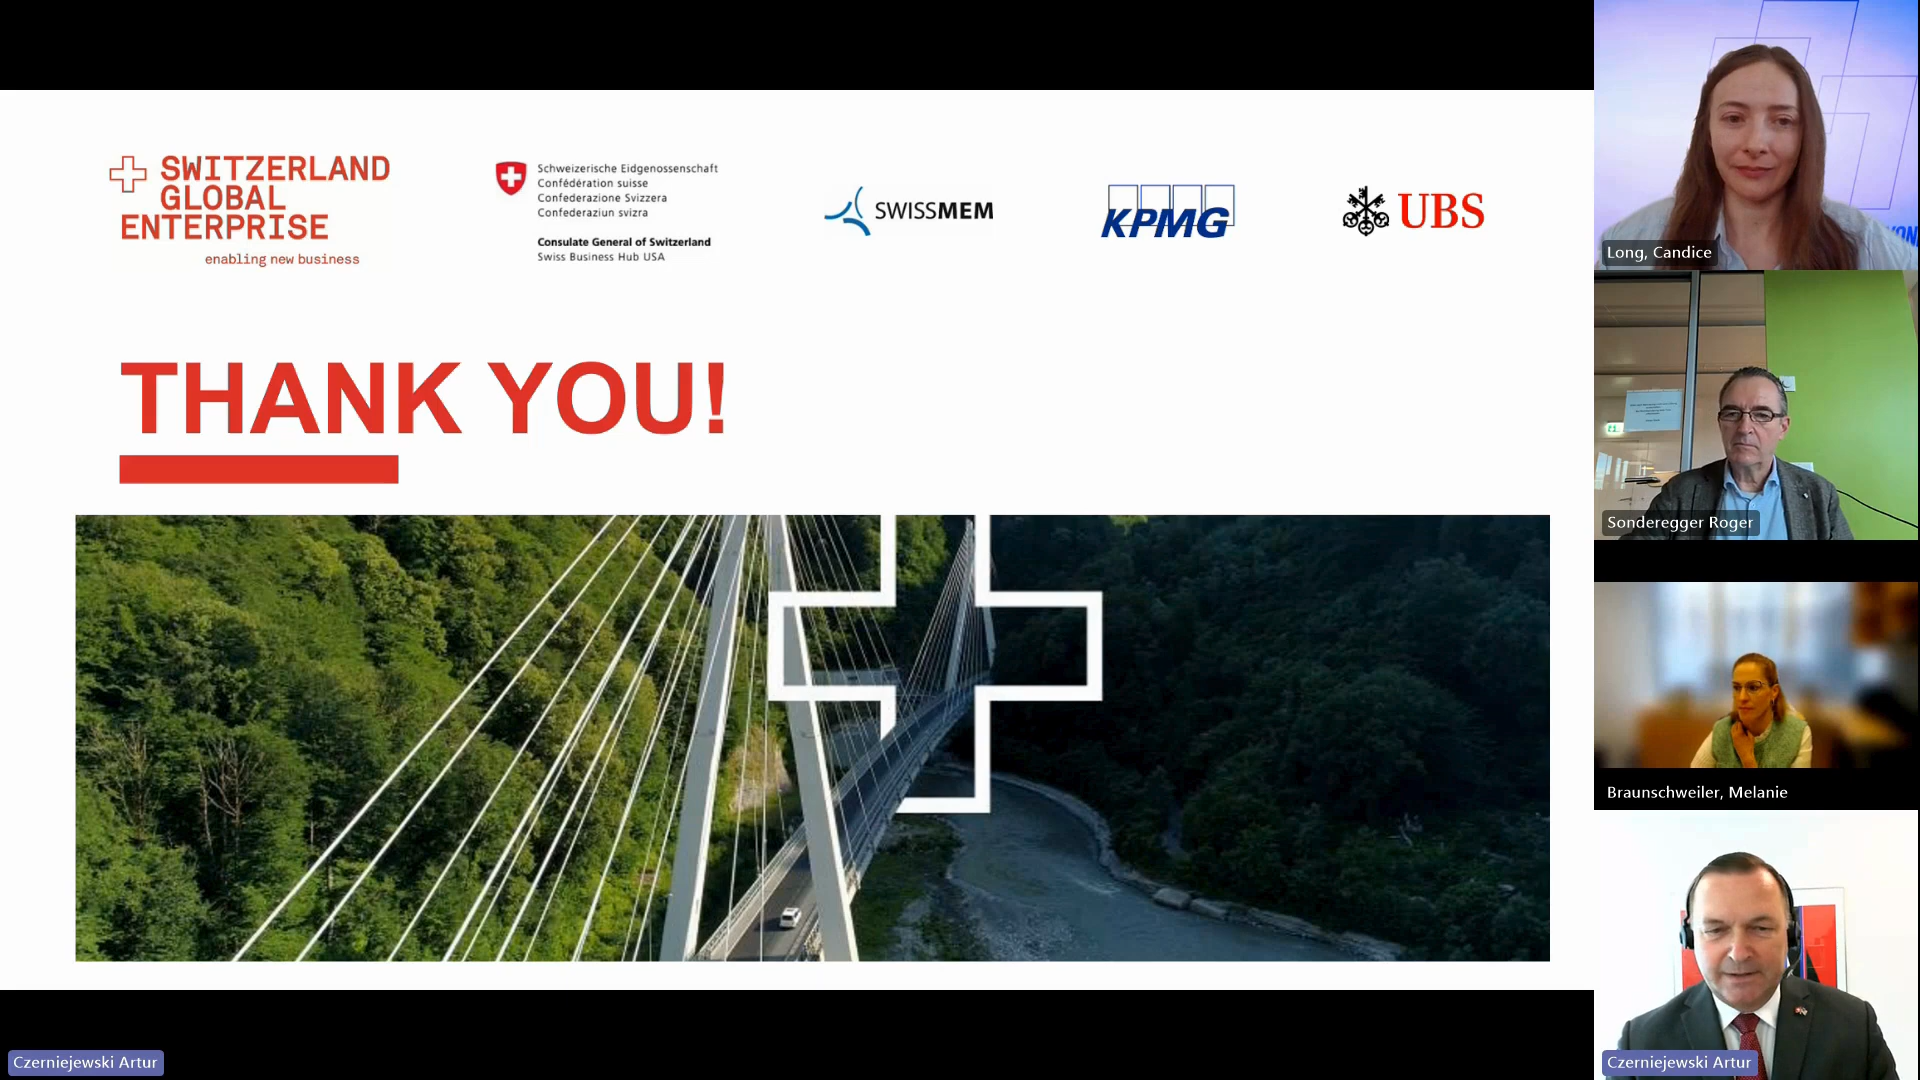 SWITZERLAND
GLOBAL
ENTERPRISE
enabling new business
Schweizerische Eidgenossenschaft
Confédération suisse
Confederazione Svizzera
Confederaziun svizra
Consulate General of Switzerland
Swiss Business Hub USA
SWISSMEM
KPMG
UBS
THANK YOU!
Long, Candice
Sonderegger Roger
Braunschweiler, Melanie
Czerniejewski Artur
Czerniejewski Artur